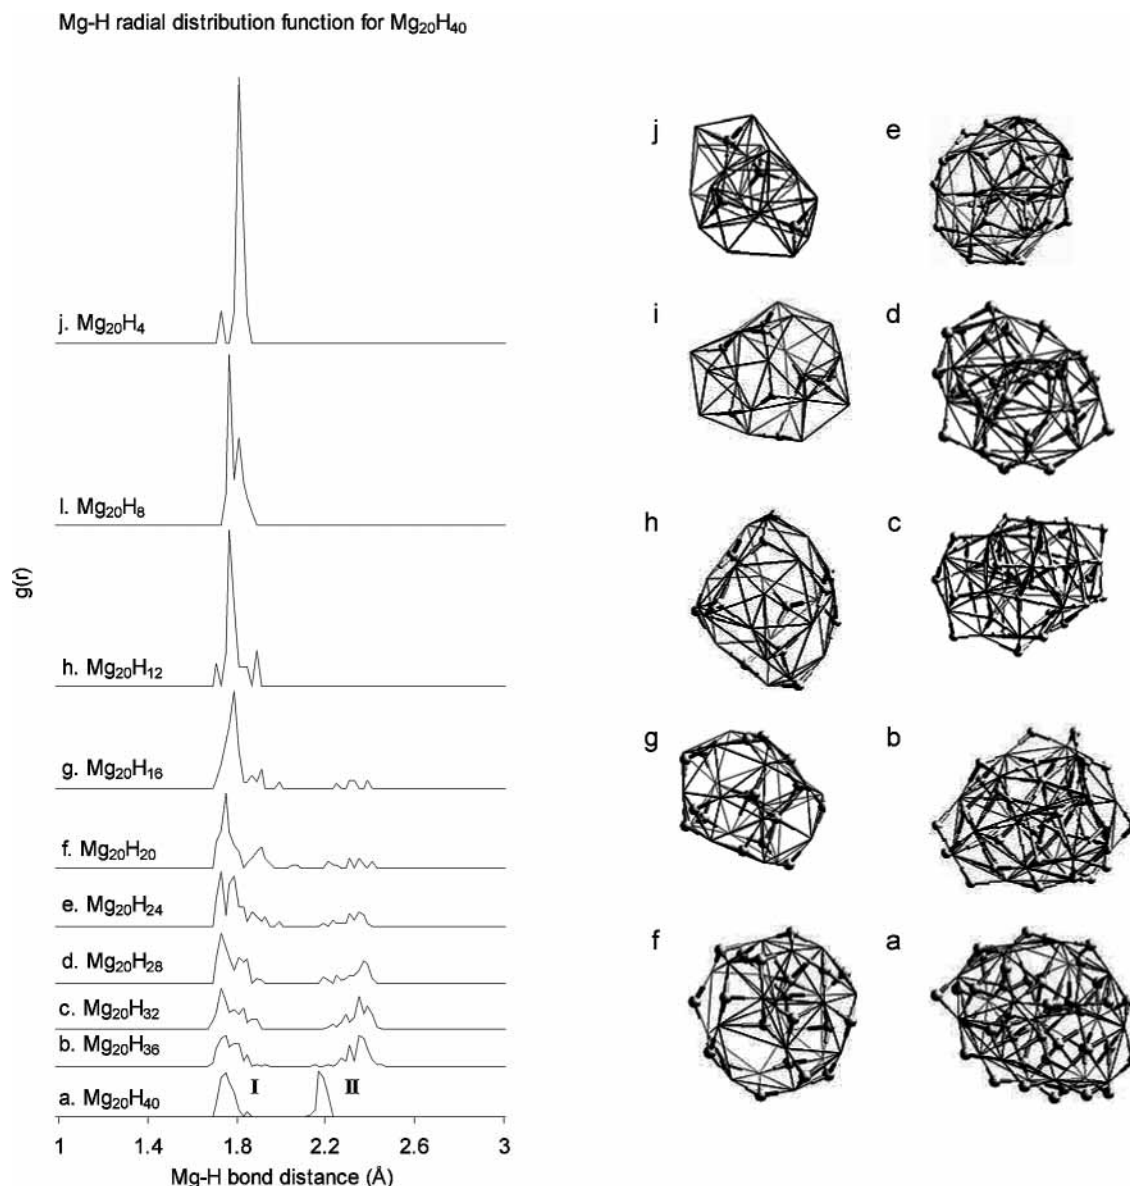 Mg-H radial distribution function for Mg₂₀H₄₀
j. Mg₂₀H₄
l. Mg₂₀H₈
h. Mg₂₀H₁₂
g. Mg₂₀H₁₆
f. Mg₂₀H₂₀
e. Mg₂₀H₂₄
d. Mg₂₀H₂₈
c. Mg₂₀H₃₂
b. Mg₂₀H₃₆
a. Mg₂₀H₄₀
I II
g(r)
1 1.4 1.8 2.2 2.6 3
Mg-H bond distance (Å)
j e
i d
h c
g b
f a